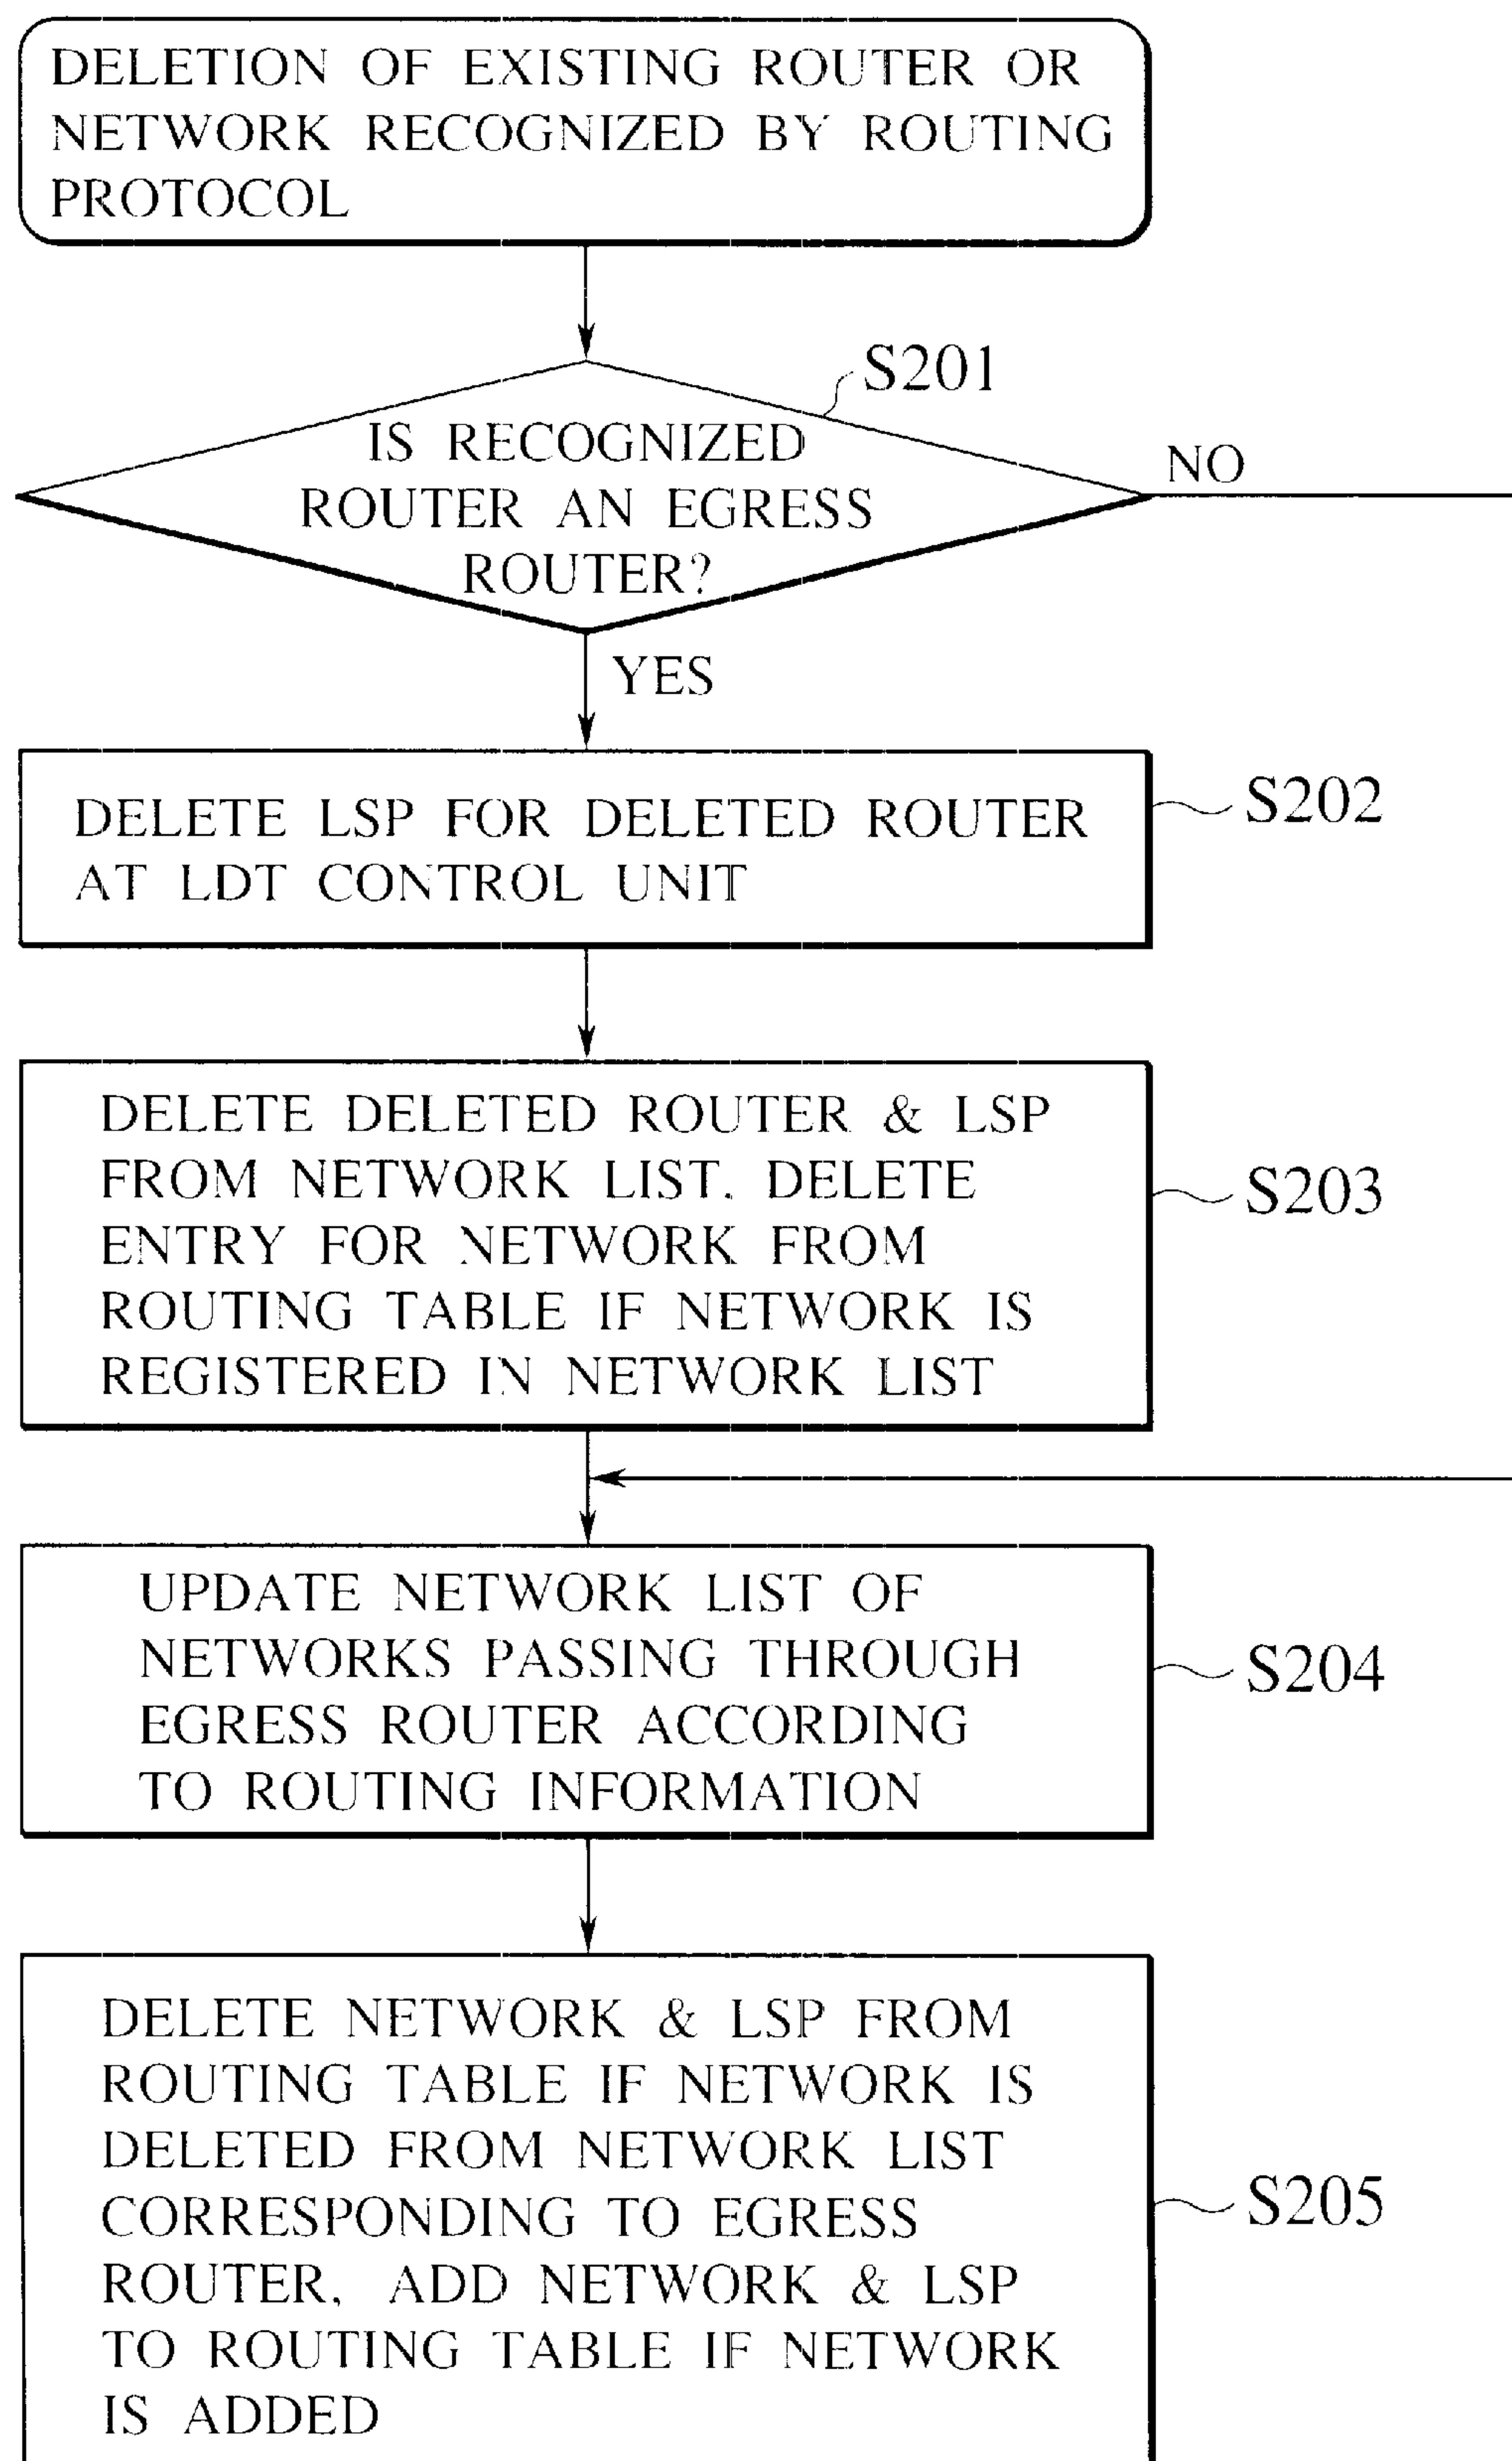 DELETION OF EXISTING ROUTER OR
NETWORK RECOGNIZED BY ROUTING
PROTOCOL
S201
IS RECOGNIZED
ROUTER AN EGRESS
ROUTER?
NO
YES
DELETE LSP FOR DELETED ROUTER
AT LDT CONTROL UNIT
S202
DELETE DELETED ROUTER & LSP
FROM NETWORK LIST. DELETE
ENTRY FOR NETWORK FROM
ROUTING TABLE IF NETWORK IS
REGISTERED IN NETWORK LIST
S203
UPDATE NETWORK LIST OF
NETWORKS PASSING THROUGH
EGRESS ROUTER ACCORDING
TO ROUTING INFORMATION
S204
DELETE NETWORK & LSP FROM
ROUTING TABLE IF NETWORK IS
DELETED FROM NETWORK LIST
CORRESPONDING TO EGRESS
ROUTER, ADD NETWORK & LSP
TO ROUTING TABLE IF NETWORK
IS ADDED
S205